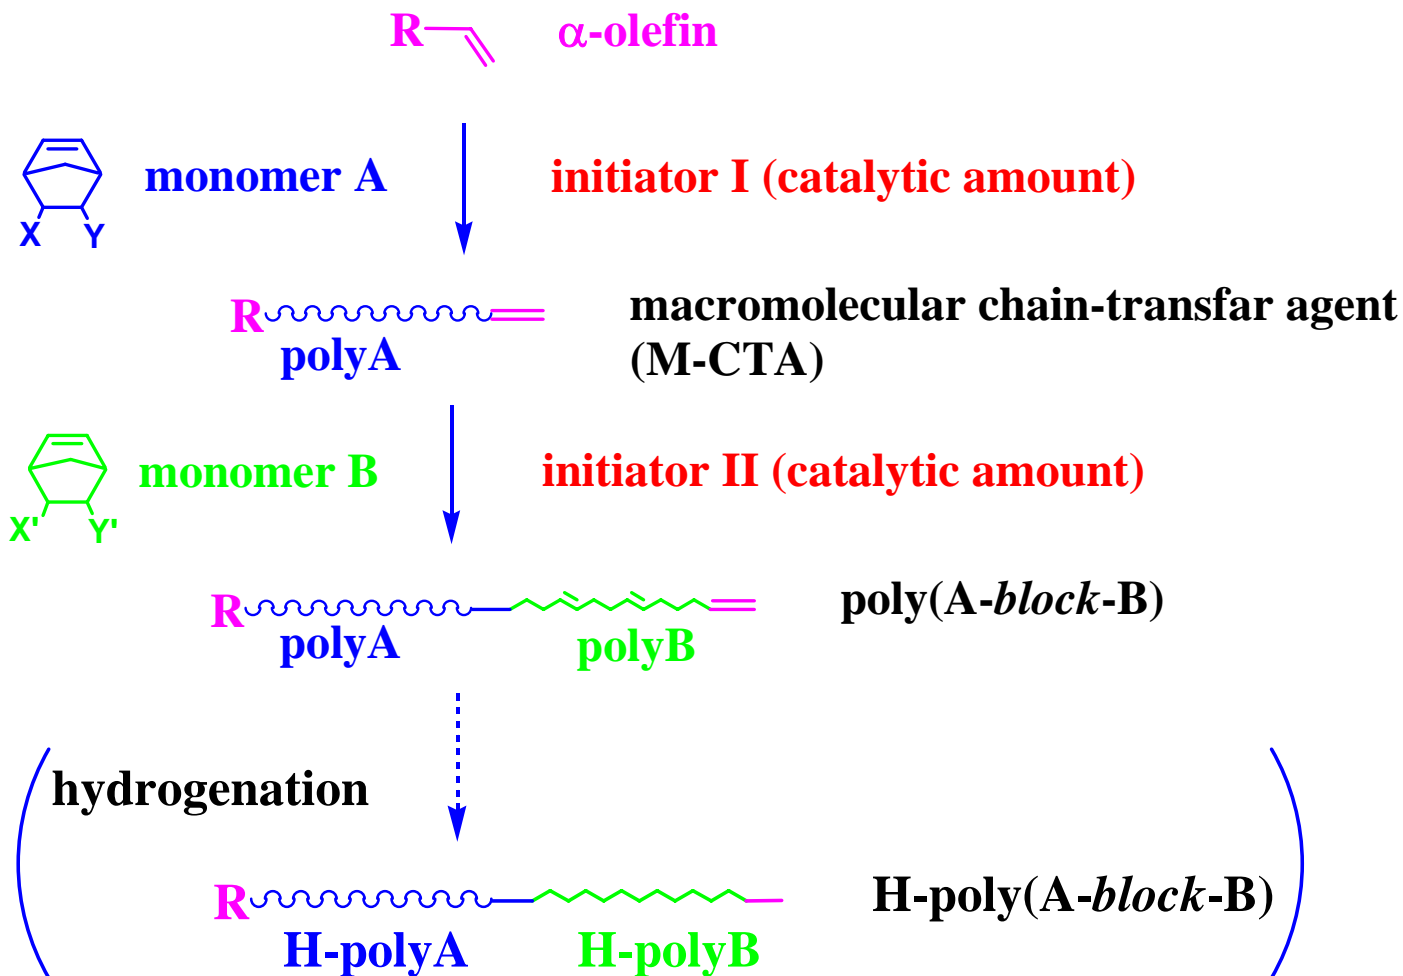 R
α-olefin
monomer A
initiator I (catalytic amount)
X
Y
R
polyA
macromolecular chain-transfar agent
(M-CTA)
monomer B
initiator II (catalytic amount)
X'
Y'
R
polyA
polyB
poly(A-block-B)
hydrogenation
R
H-polyA
H-polyB
H-poly(A-block-B)